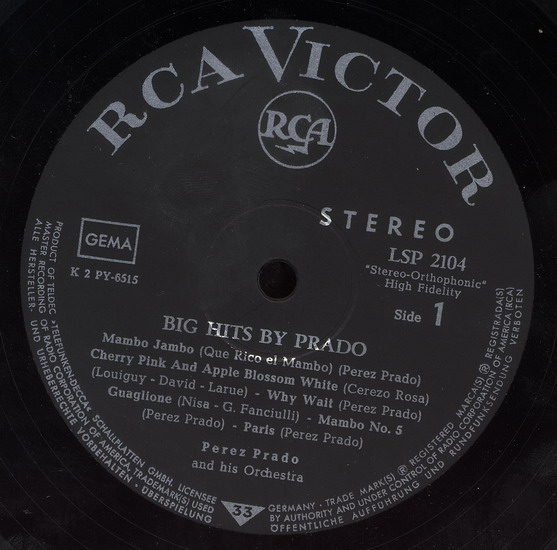 RCA VICTOR
RCA
STEREO
GEMA
K 2 PY-6515
LSP 2104
"Stereo-Orthophonic"
High Fidelity
Side 1
BIG HITS BY PRADO
Mambo Jambo (Que Rico el Mambo) (Perez Prado)
Cherry Pink And Apple Blossom White (Cerezo Rosa)
(Louiguy - David - Larue) - Why Wait (Perez Prado)
Guaglione (Nisa - G. Fanciulli) - Mambo No. 5
(Perez Prado) - Paris (Perez Prado)
Perez Prado
and his Orchestra
33
PRODUCT OF TELDEC »TELEFUNKEN-DECCA« SCHALLPLATTEN GMBH. LICENSEE
MASTER RECORDING OF RADIO CORPORATION OF AMERICA, TRADEMARK(S) USED
ALLE HERSTELLER- UND URHEBERRECHTE VORBEHALTEN · ÜBERSPIELUNG
GERMANY - TRADE MARK(S) ® REGISTERED MARCA(S) ® REGISTRADA(S)
BY AUTHORITY AND UNDER CONTROL OF RADIO CORPORATION OF AMERICA (RCA)
ÖFFENTLICHE AUFFÜHRUNG UND RUNDFUNKSENDUNG VERBOTEN